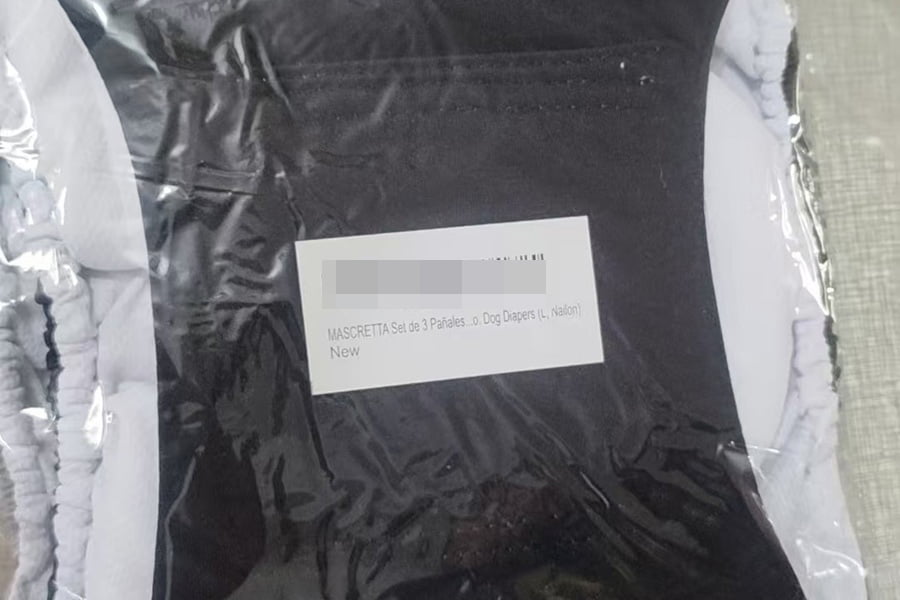 MASCRETTA Set de 3 Pañales...o. Dog Diapers (L, Nailon)
New